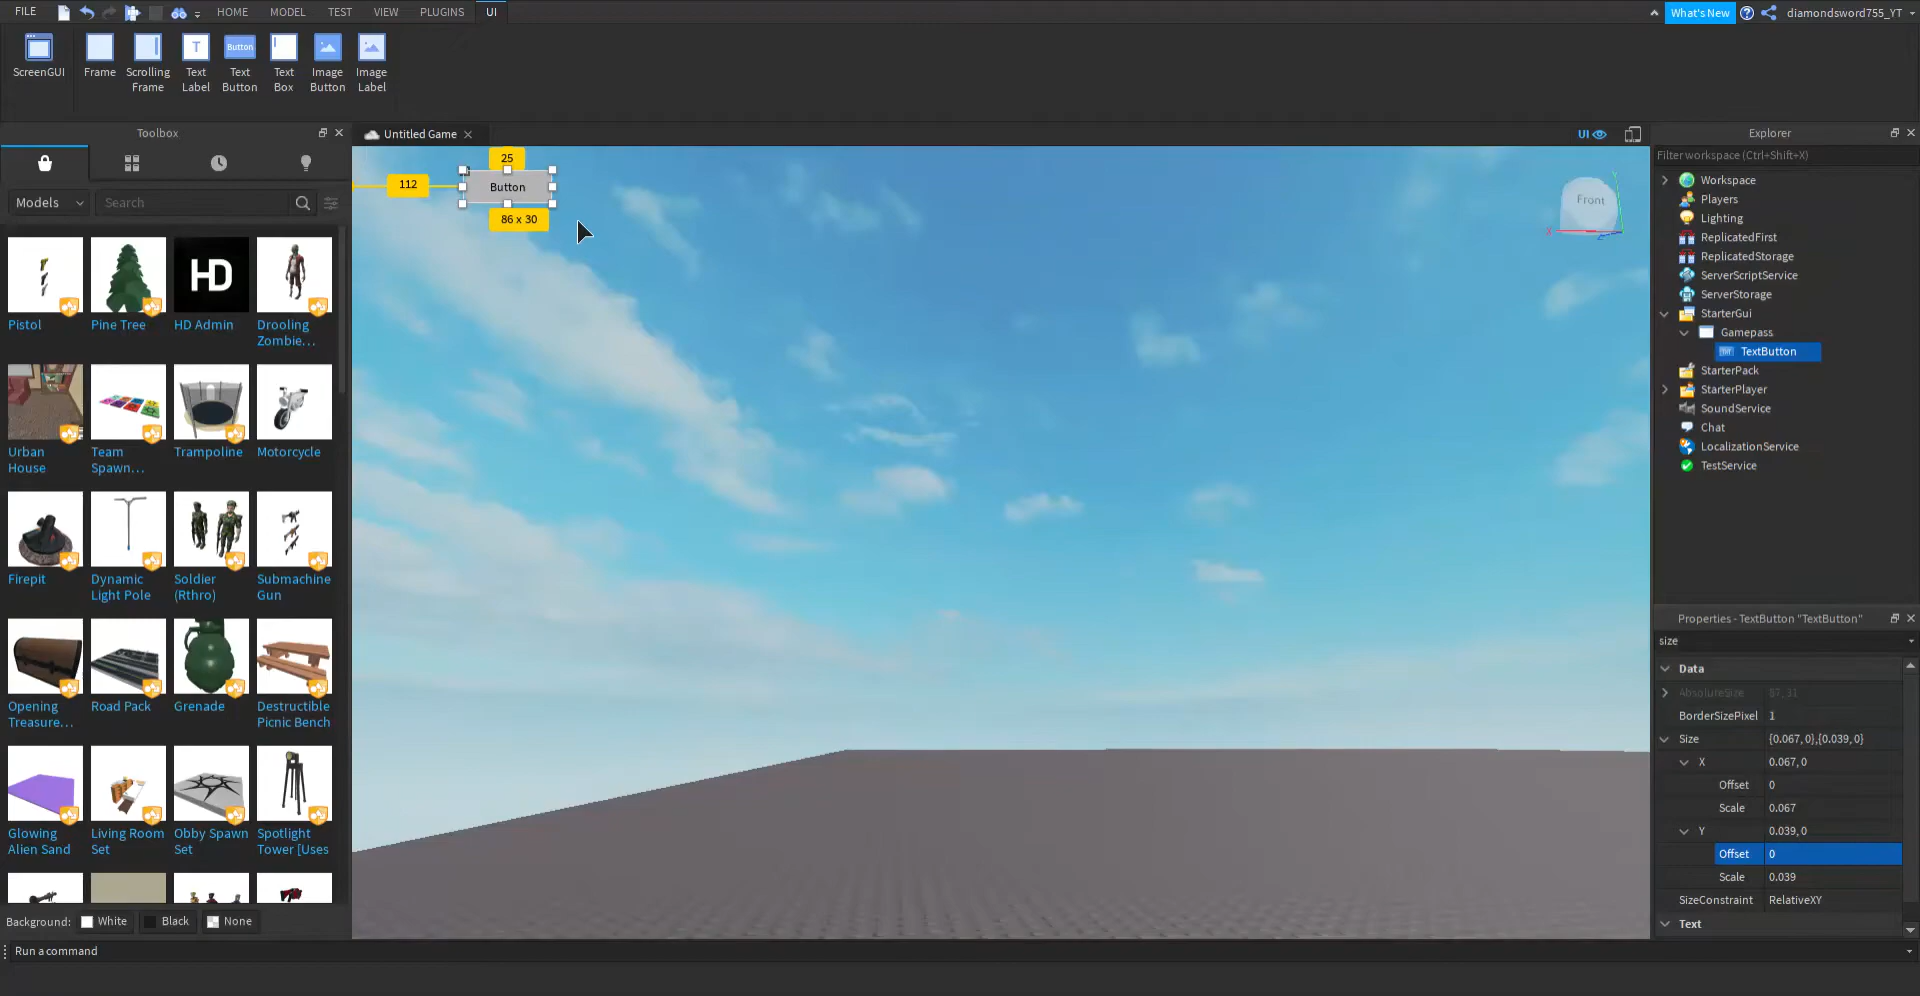 FILE
HOME
MODEL
TEST
VIEW
PLUGINS
UI
What's New
diamondsword755_YT
ScreenGUI
Frame
Scrolling
Frame
T
Text
Label
Button
Text
Button
Text
Box
Image
Button
Image
Label
Toolbox
Models
Search
Pistol
Pine Tree
HD
HD Admin
Drooling
Zombie...
Urban
House
Team
Spawn...
Trampoline
Motorcycle
Firepit
Dynamic
Light Pole
Soldier
(Rthro)
Submachine
Gun
Opening
Treasure...
Road Pack
Grenade
Destructible
Picnic Bench
Glowing
Alien Sand
Living Room
Set
Obby Spawn
Set
Spotlight
Tower [Uses
Background:
White
Black
None
Run a command
Untitled Game
UI
25
112
Button
86 x 30
Front
X
Y
Explorer
Filter workspace (Ctrl+Shift+X)
Workspace
Players
Lighting
ReplicatedFirst
ReplicatedStorage
ServerScriptService
ServerStorage
StarterGui
Gamepass
TextButton
StarterPack
StarterPlayer
SoundService
Chat
LocalizationService
TestService
Properties - TextButton "TextButton"
size
Data
AbsoluteSize 87, 31
BorderSizePixel 1
Size {0.067, 0},{0.039, 0}
X 0.067, 0
Offset 0
Scale 0.067
Y 0.039, 0
Offset 0
Scale 0.039
SizeConstraint RelativeXY
Text